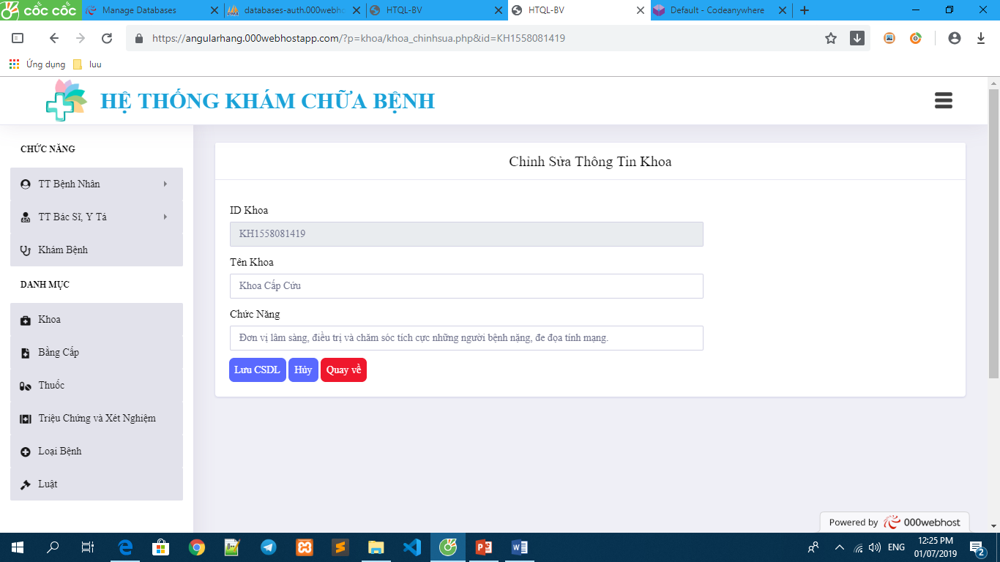 cốc cốc
Manage Databases
databases-auth.000webho
HTQL-BV
HTQL-BV
Default - Codeanywhere
https://angularhang.000webhostapp.com/?p=khoa/khoa_chinhsua.php&id=KH1558081419
Ứng dụng
luu
HỆ THỐNG KHÁM CHỮA BỆNH
CHỨC NĂNG
TT Bệnh Nhân
TT Bác Sĩ, Y Tá
Khám Bệnh
DANH MỤC
Khoa
Bằng Cấp
Thuốc
Triệu Chứng và Xét Nghiệm
Loại Bệnh
Luật
Chỉnh Sửa Thông Tin Khoa
ID Khoa
KH1558081419
Tên Khoa
Khoa Cấp Cứu
Chức Năng
Đơn vị lâm sàng, điều trị và chăm sóc tích cực những người bệnh nặng, đe đọa tính mạng.
Lưu CSDL
Hủy
Quay về
Powered by 000webhost
ENG
12:25 PM
01/07/2019
2